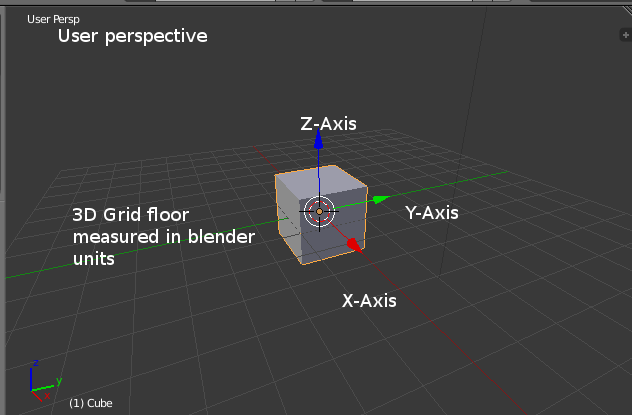 User Persp
User perspective
Z-Axis
3D Grid floor
measured in blender
units
Y-Axis
X-Axis
z
y
x
(1) Cube